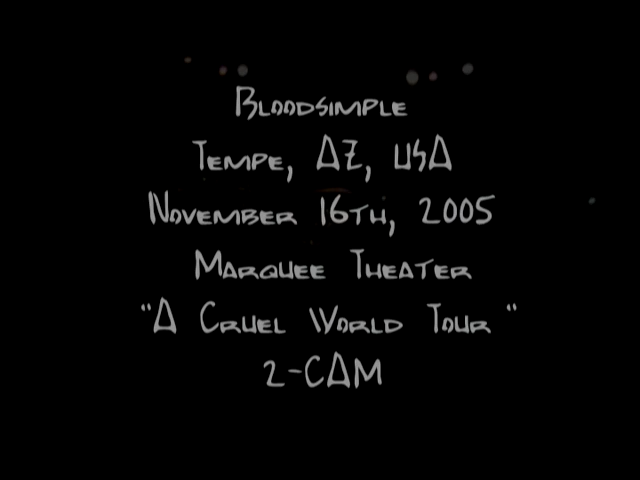 Bloodsimple
Tempe, AZ, USA
November 16th, 2005
Marquee Theater
"A Cruel World Tour"
2-CAM